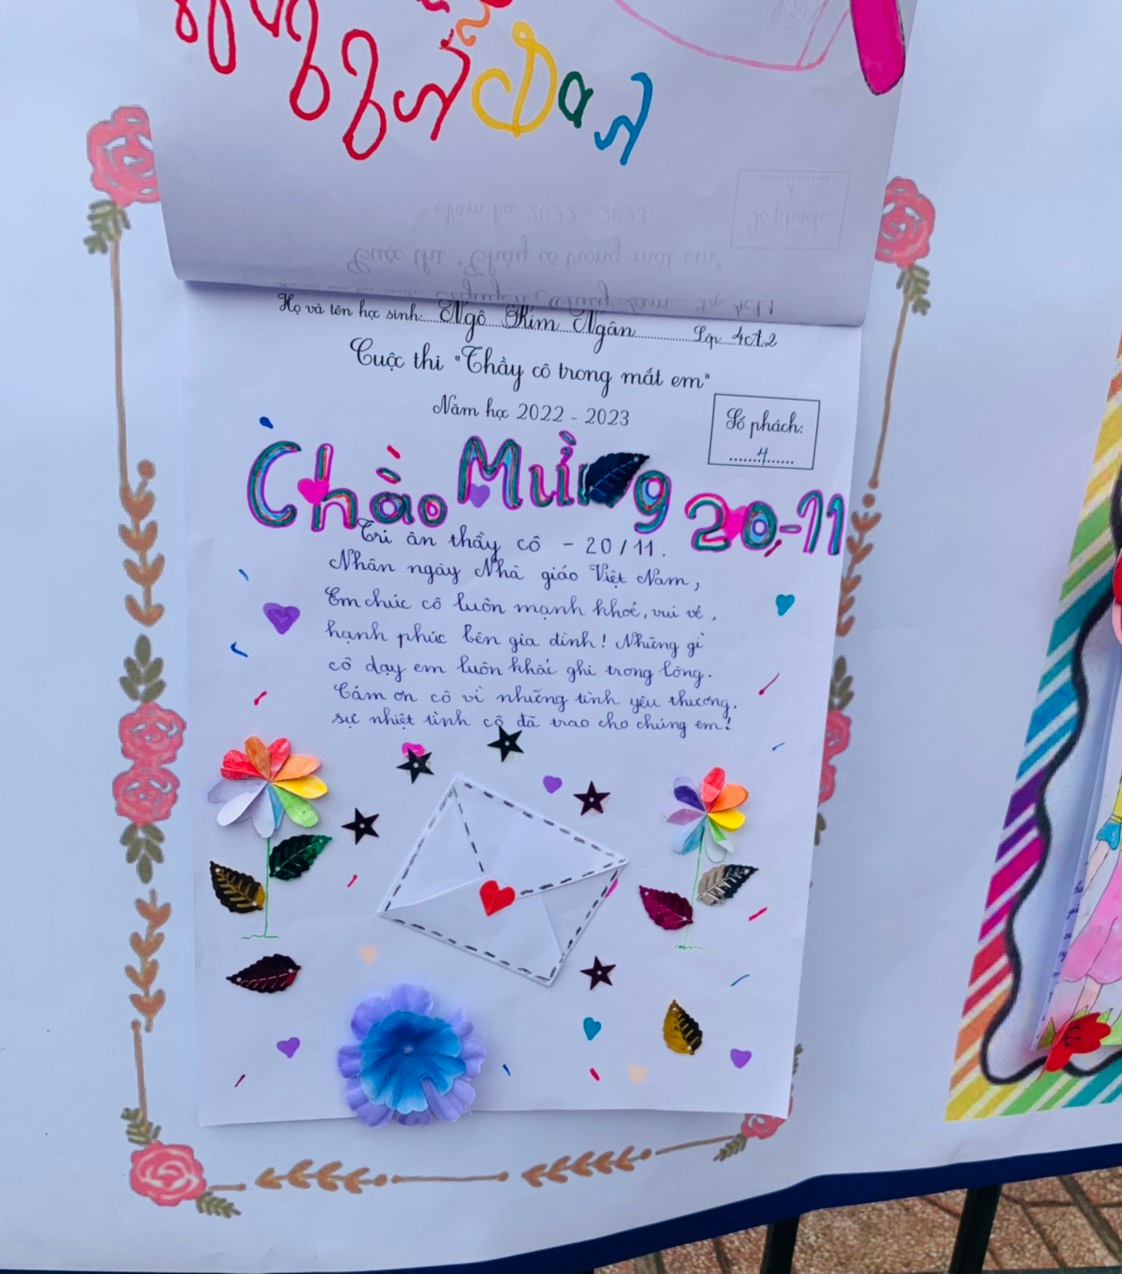 Đan
Họ và tên học sinh: Ngô Kim Ngân Lớp: 4A2
Cuộc thi "Thầy cô trong mắt em"
Năm học 2022 - 2023
Số phách:
4
Chào Mừng 20-11
Tri ân thầy cô - 20/11.
Nhân ngày Nhà giáo Việt Nam,
Em chúc cô luôn mạnh khoẻ, vui vẻ,
hạnh phúc bên gia đình! Những gì
cô dạy em luôn khắc ghi trong lòng.
Cảm ơn cô vì những tình yêu thương,
sự nhiệt tình cô đã trao cho chúng em!